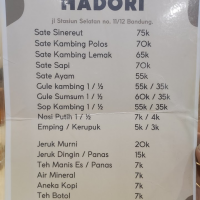 HADORI
jl Stasiun Selatan no. 11/12 Bandung.
Sate Sinereut 75k
Sate Kambing Polos 70k
Sate Kambing Lemak 65k
Sate Sapi 70k
Sate Ayam 55k
Gule kambing 1 / ½ 55k / 35k
Gule Sumsum 1 / ½ 60k / 35k
Sop Kambing 1 / ½ 55k / 35k
Nasi Putih 1 / ½ 7k / 4k
Emping / Kerupuk 5k / 3k
Jeruk Murni 20k
Jeruk Dingin / Panas 15k
Teh Manis Es / Panas 7k
Air Mineral 7k
Aneka Kopi 7k
Teh Botol 7k